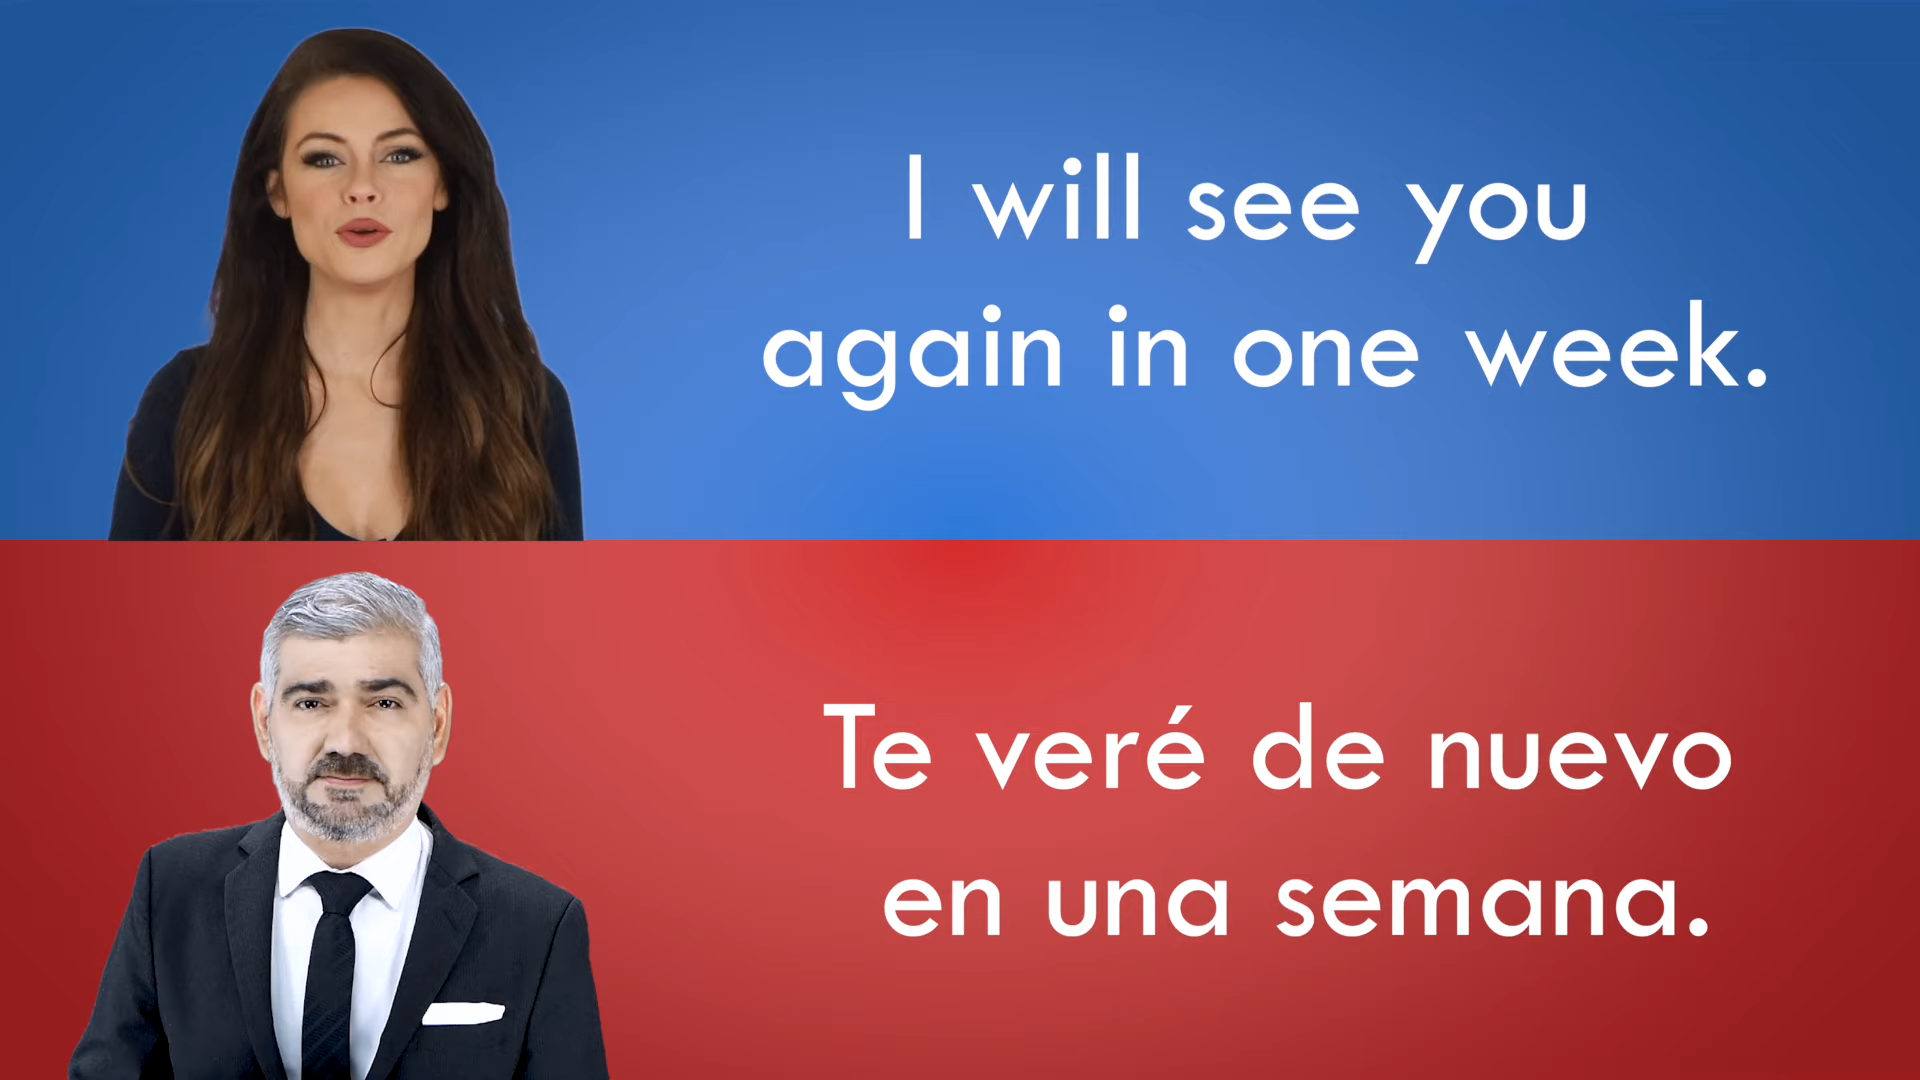 I will see you
again in one week.
Te veré de nuevo
en una semana.